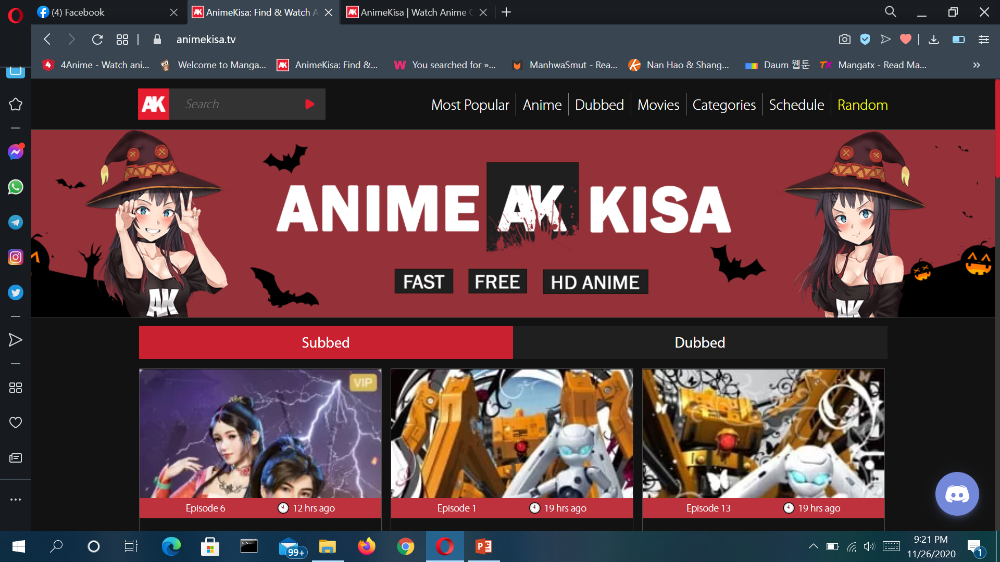 (4) Facebook
AnimeKisa: Find & Watch A
AnimeKisa | Watch Anime
animekisa.tv
4Anime - Watch ani...
Welcome to Manga...
AnimeKisa: Find &...
You searched for »...
ManhwaSmut - Rea...
Nan Hao & Shang...
Daum 웹툰
Mangatx - Read Ma...
AK
Search
Most Popular
Anime
Dubbed
Movies
Categories
Schedule
Random
ANIME AK KISA
FAST
FREE
HD ANIME
AK
AK
Subbed
Dubbed
VIP
Episode 6
12 hrs ago
Episode 1
19 hrs ago
Episode 13
19 hrs ago
99+
9:21 PM
11/26/2020
1